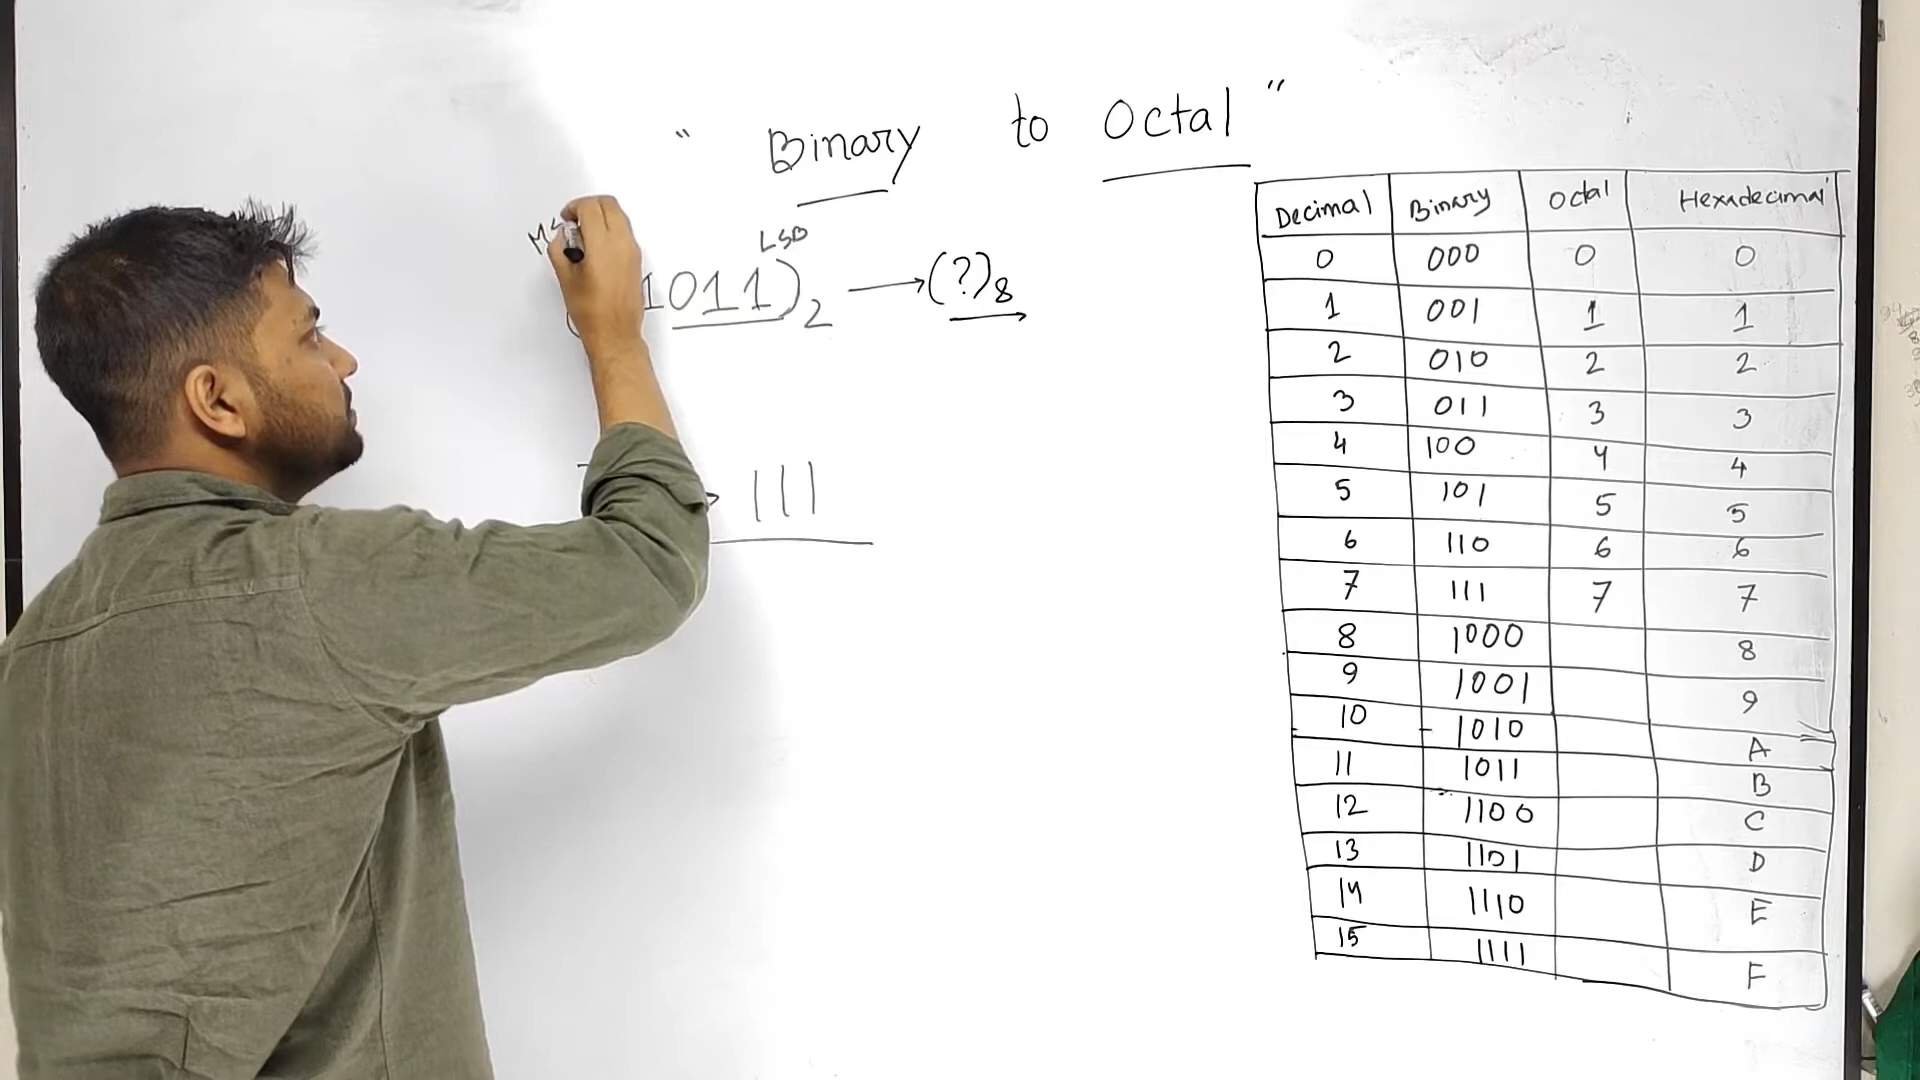 " Binary to Octal "
MS
LSB
1011)2 → (?)8
→ 111
Decimal Binary Octal Hexadecimal
0 000 0 0
1 001 1 1
2 010 2 2
3 011 3 3
4 100 4 4
5 101 5 5
6 110 6 6
7 111 7 7
8 1000 8
9 1001 9
10 1010 A
11 1011 B
12 1100 C
13 1101 D
14 1110 E
15 1111 F